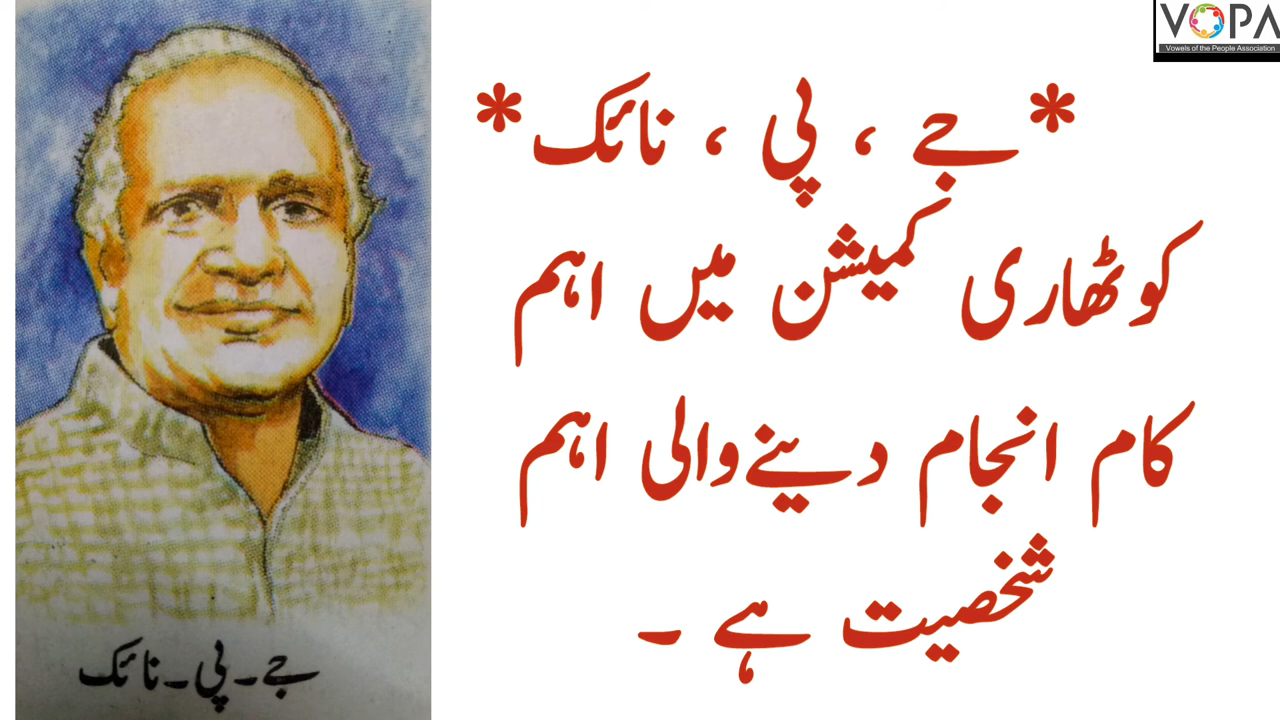 VOPA
Vowels of the People Association
*جے ، پی ، نائک*
کوٹھاری کمیشن میں اہم
کام انجام دینے والی اہم
شخصیت ہے ۔
جے۔پی۔نائک